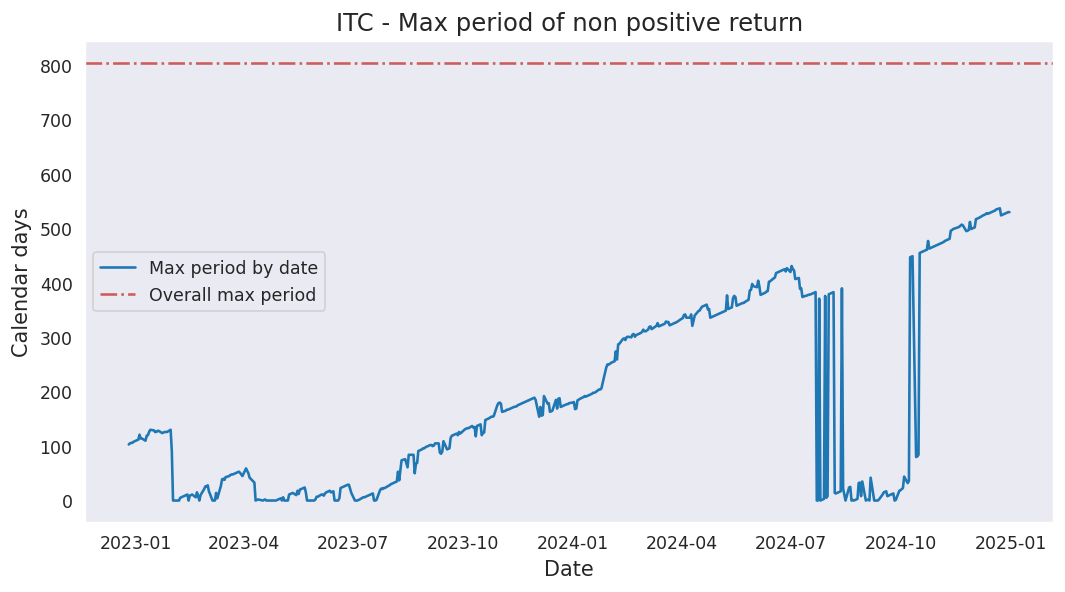 ITC - Max period of non positive return
800
700
600
500
400
300
200
100
0
Calendar days
Max period by date
Overall max period
2023-01 2023-04 2023-07 2023-10 2024-01 2024-04 2024-07 2024-10 2025-01
Date